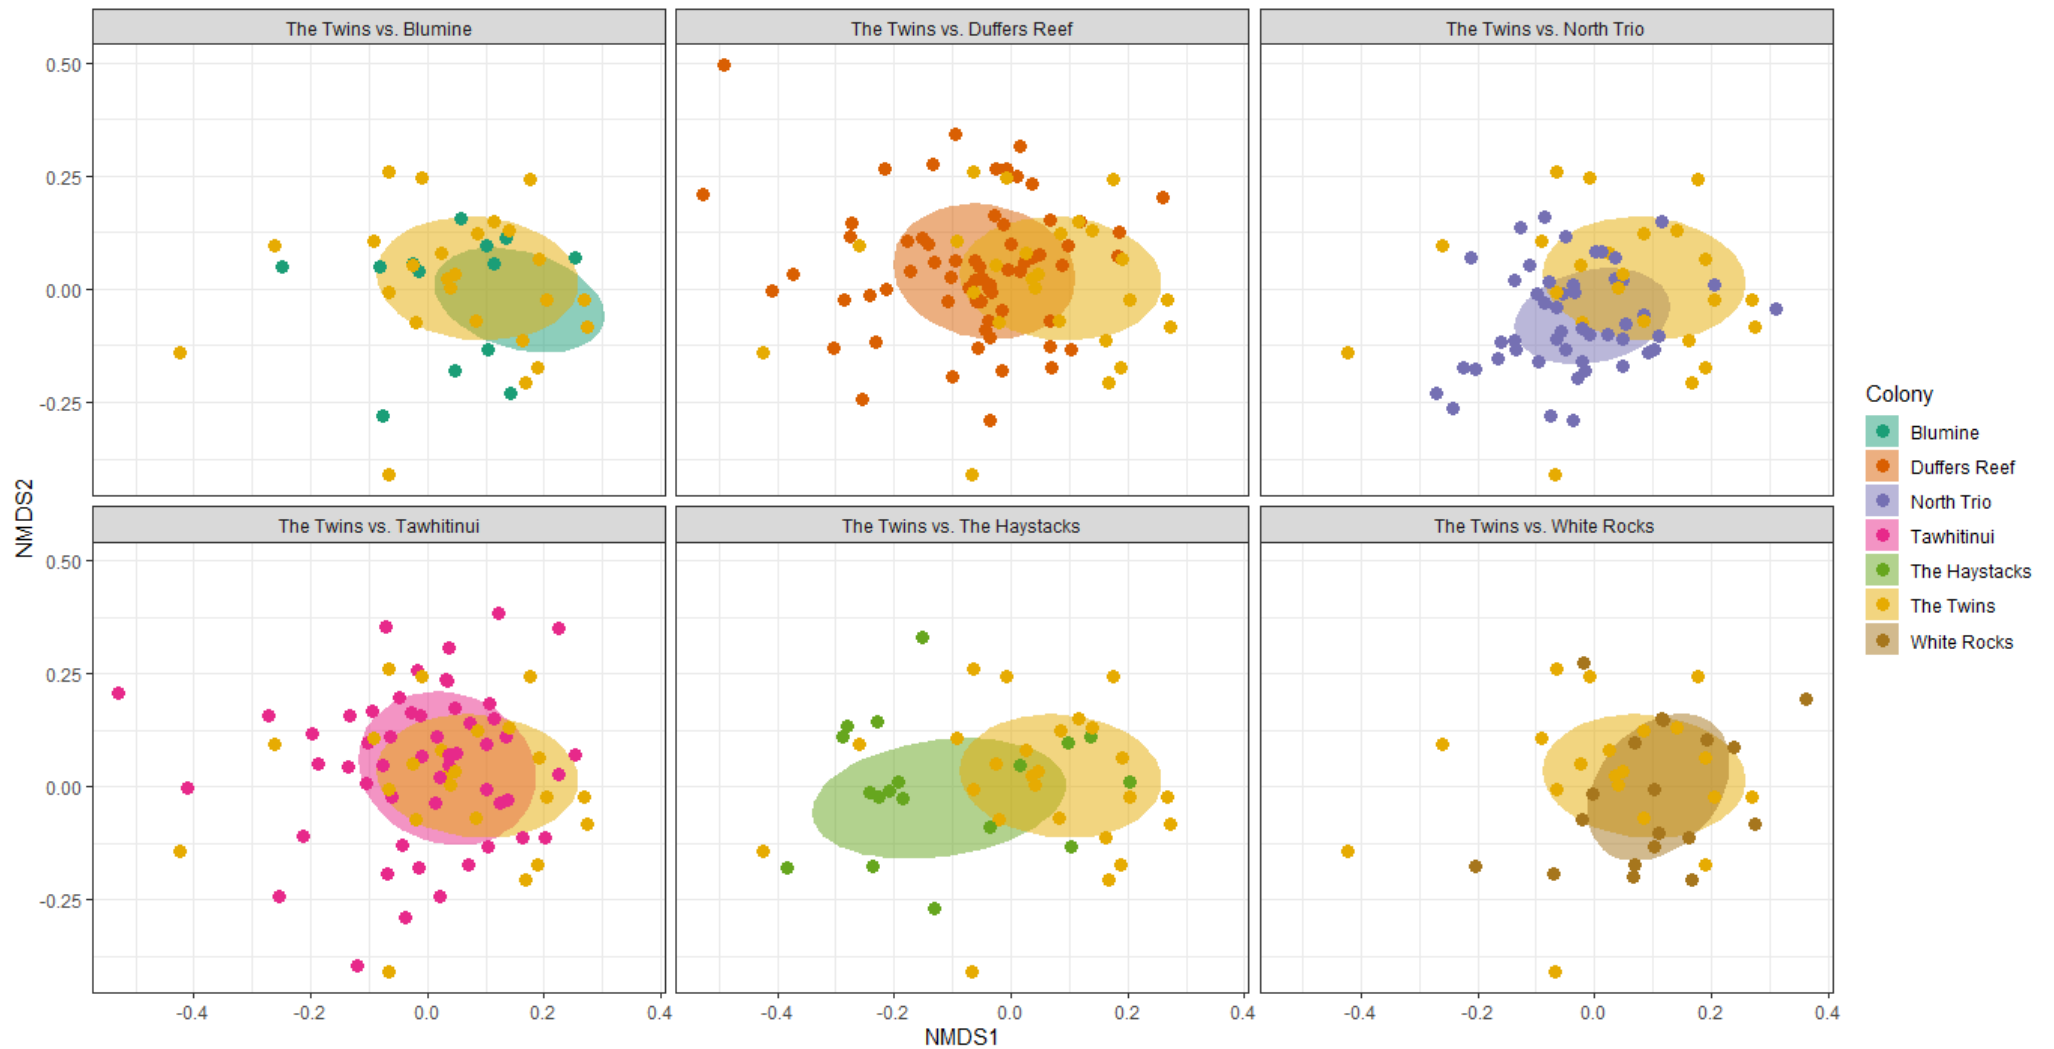 The Twins vs. Blumine
The Twins vs. Duffers Reef
The Twins vs. North Trio
0.50
0.25
0.00
-0.25
The Twins vs. Tawhitinui
The Twins vs. The Haystacks
The Twins vs. White Rocks
0.50
0.25
0.00
-0.25
NMDS2
-0.4 -0.2 0.0 0.2 0.4
-0.4 -0.2 0.0 0.2 0.4
-0.4 -0.2 0.0 0.2 0.4
NMDS1
Colony
Blumine
Duffers Reef
North Trio
Tawhitinui
The Haystacks
The Twins
White Rocks